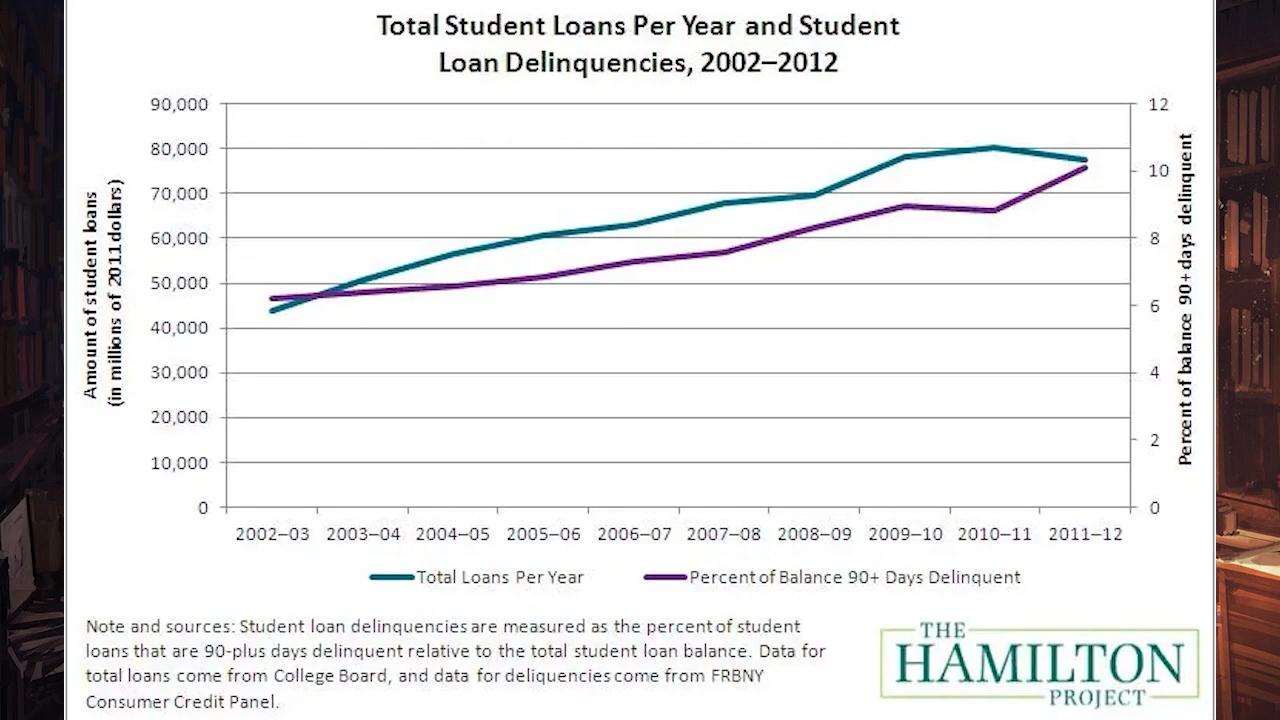 Total Student Loans Per Year and Student
Loan Delinquencies, 2002–2012
Amount of student loans
(in millions of 2011 dollars)
90,000
80,000
70,000
60,000
50,000
40,000
30,000
20,000
10,000
0
12
10
8
6
4
2
0
Percent of balance 90+ days delinquent
2002–03 2003–04 2004–05 2005–06 2006–07 2007–08 2008–09 2009–10 2010–11 2011–12
Total Loans Per Year Percent of Balance 90+ Days Delinquent
Note and sources: Student loan delinquencies are measured as the percent of student
loans that are 90-plus days delinquent relative to the total student loan balance. Data for
total loans come from College Board, and data for deliquencies come from FRBNY
Consumer Credit Panel.
THE
HAMILTON
PROJECT